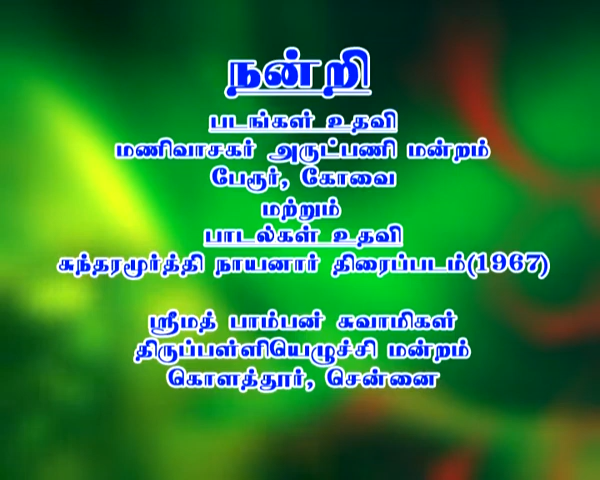 நன்றி
படங்கள் உதவி
மணிவாசகர் அருட்பணி மன்றம்
பேரூர், கோவை
மற்றும்
பாடல்கள் உதவி
சுந்தரமூர்த்தி நாயனார் திரைப்படம்(1967)
ஸ்ரீமத் பாம்பன் சுவாமிகள்
திருப்பள்ளியெழுச்சி மன்றம்
கொளத்தூர், சென்னை